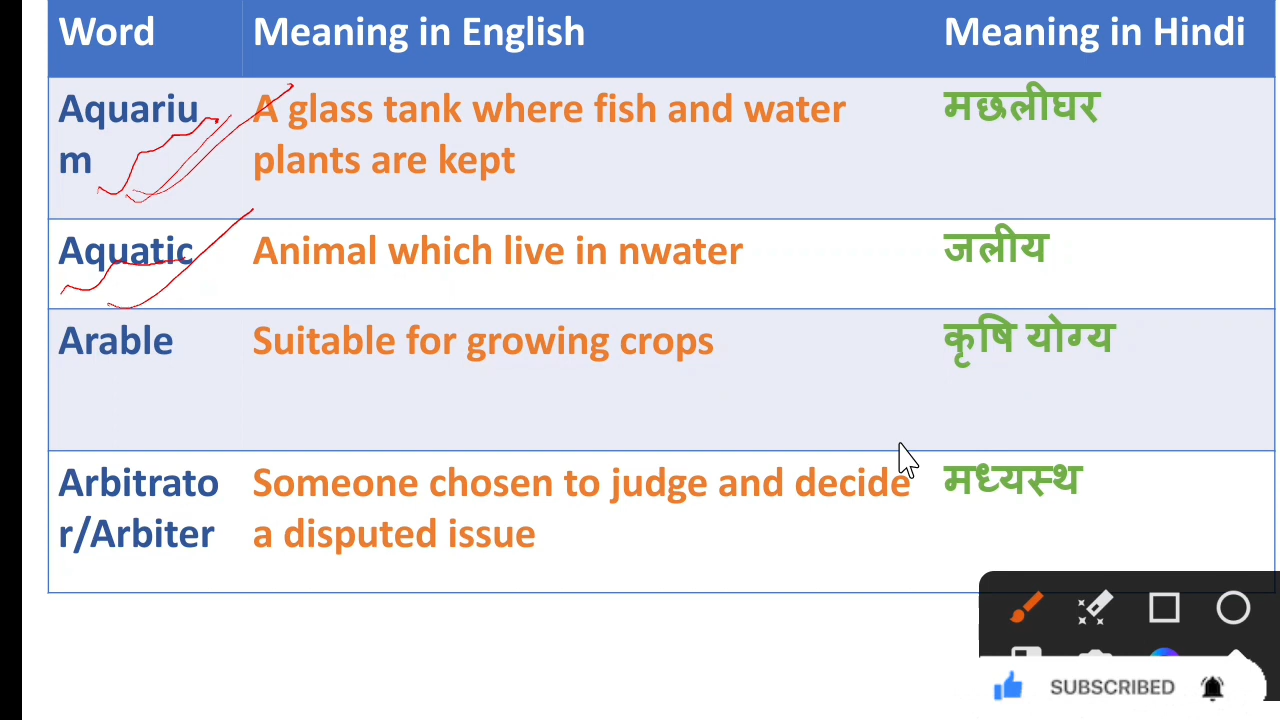 Word Meaning in English Meaning in Hindi
Aquariu A glass tank where fish and water मछलीघर
m plants are kept
Aquatic Animal which live in nwater जलीय
Arable Suitable for growing crops कृषि योग्य
Arbitrato Someone chosen to judge and decide मध्यस्थ
r/Arbiter a disputed issue
SUBSCRIBED